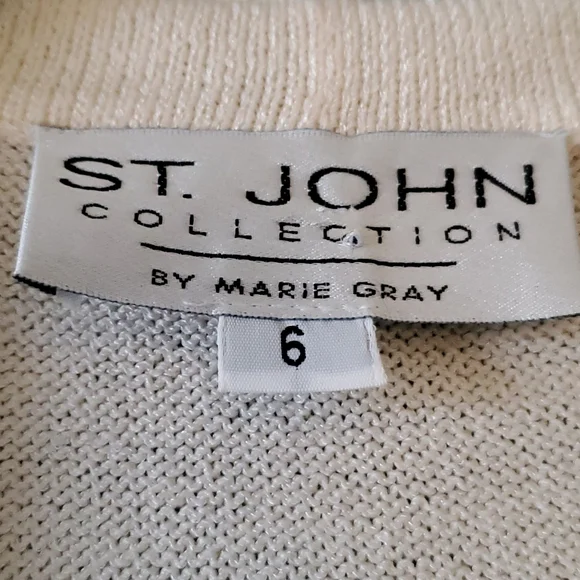 ST. JOHN
COLLECTION
BY MARIE GRAY
6